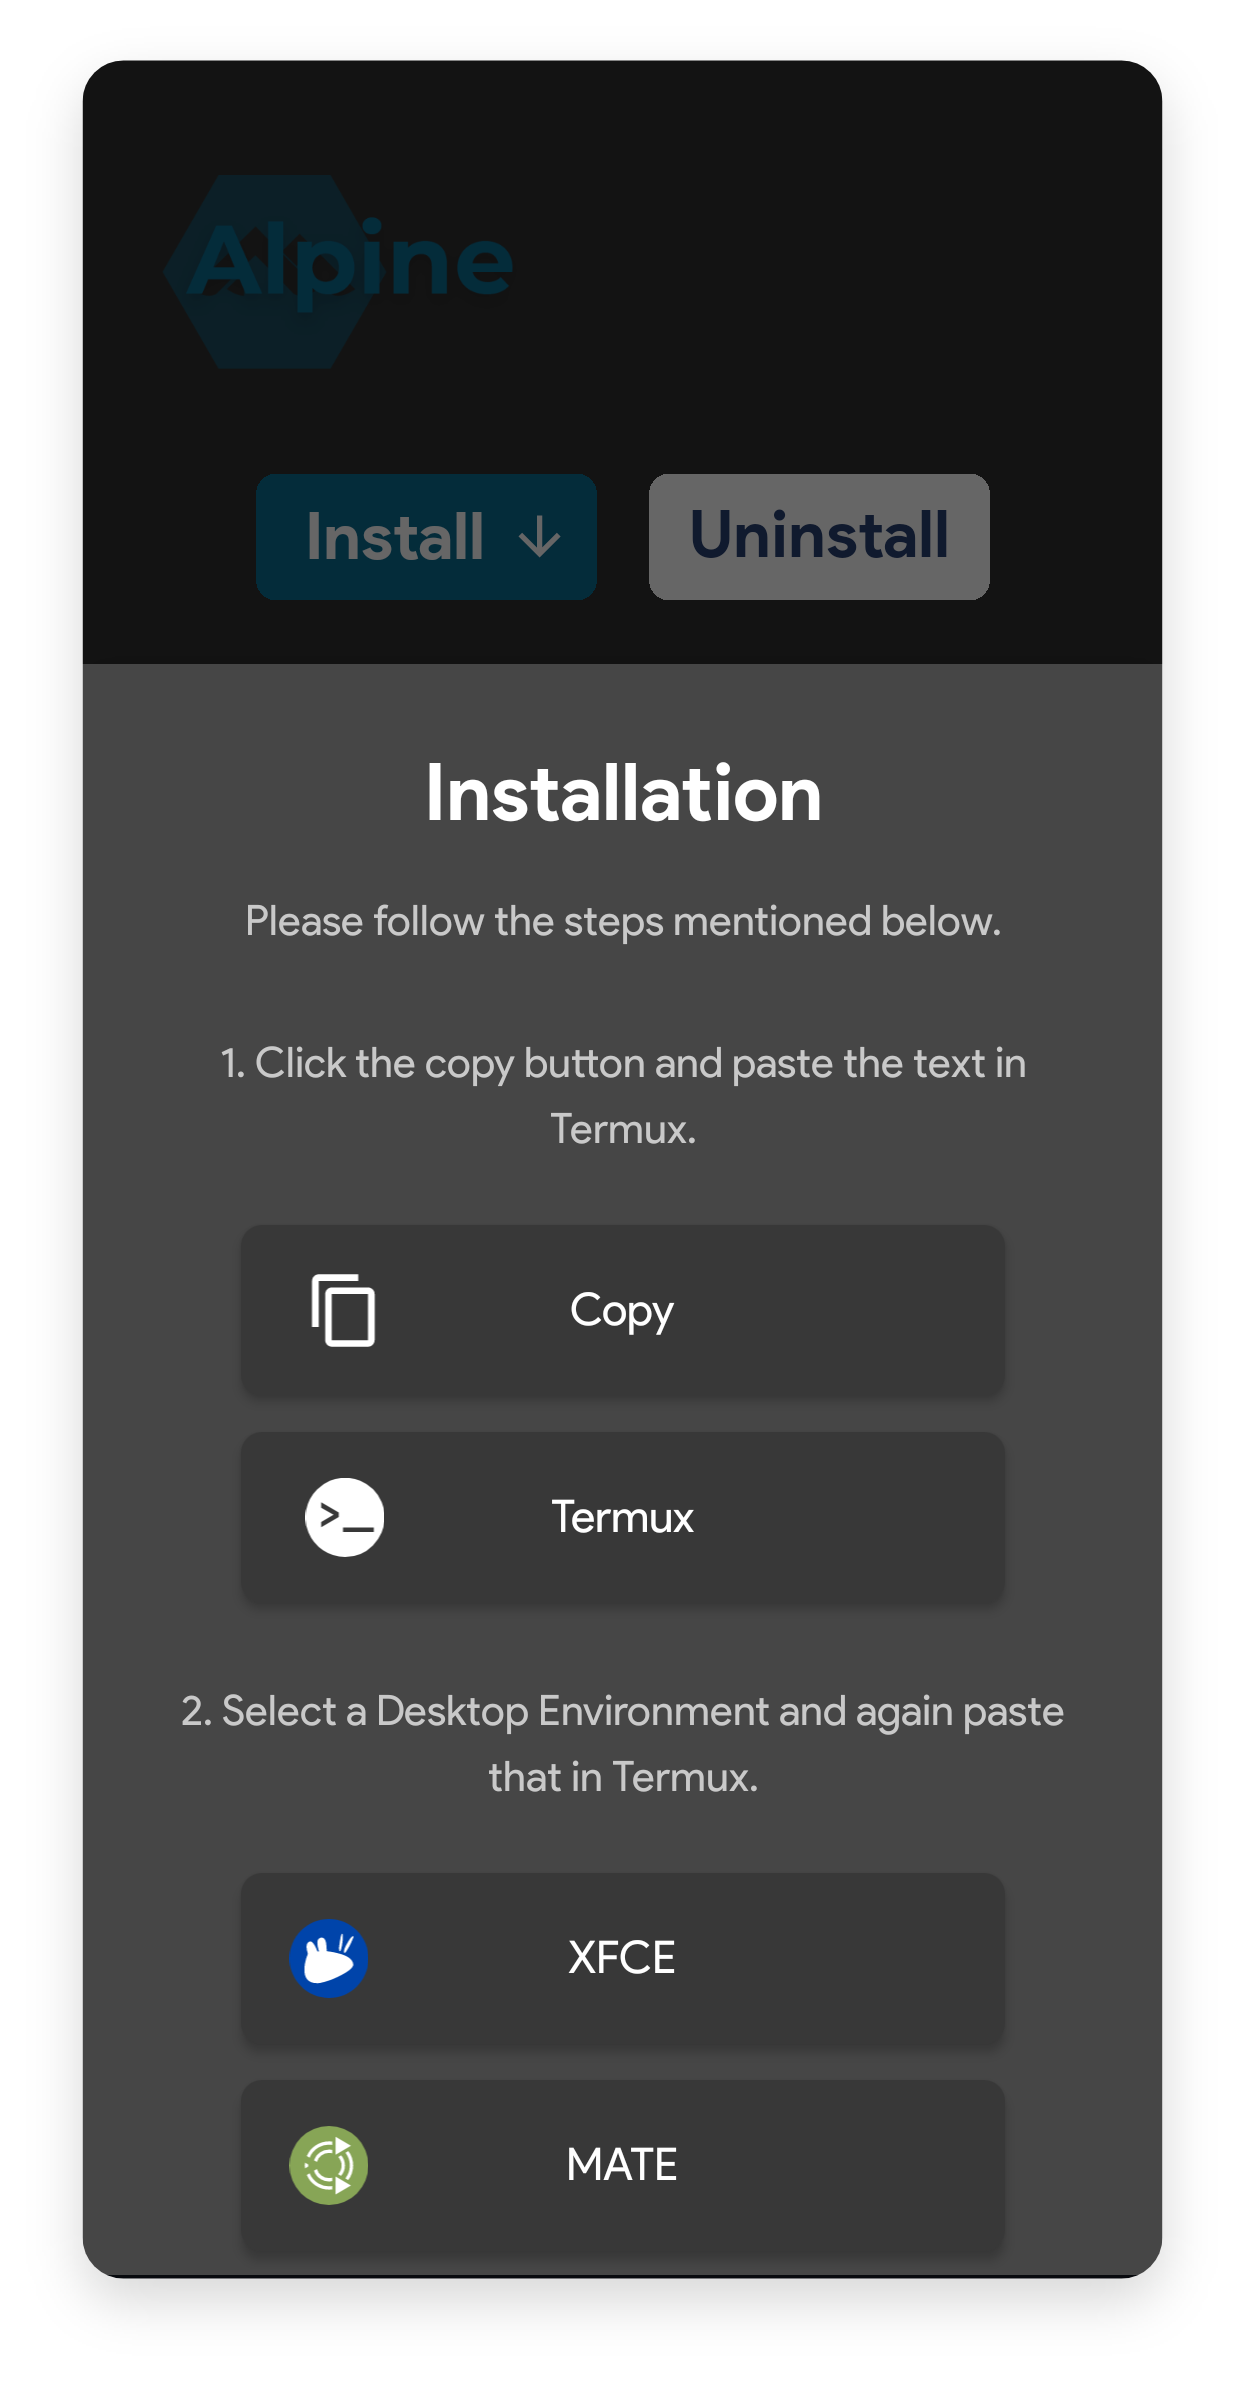 Alpine
Install
Uninstall
Installation
Please follow the steps mentioned below.
1. Click the copy button and paste the text in
Termux.
Copy
>_
Termux
2. Select a Desktop Environment and again paste
that in Termux.
XFCE
MATE